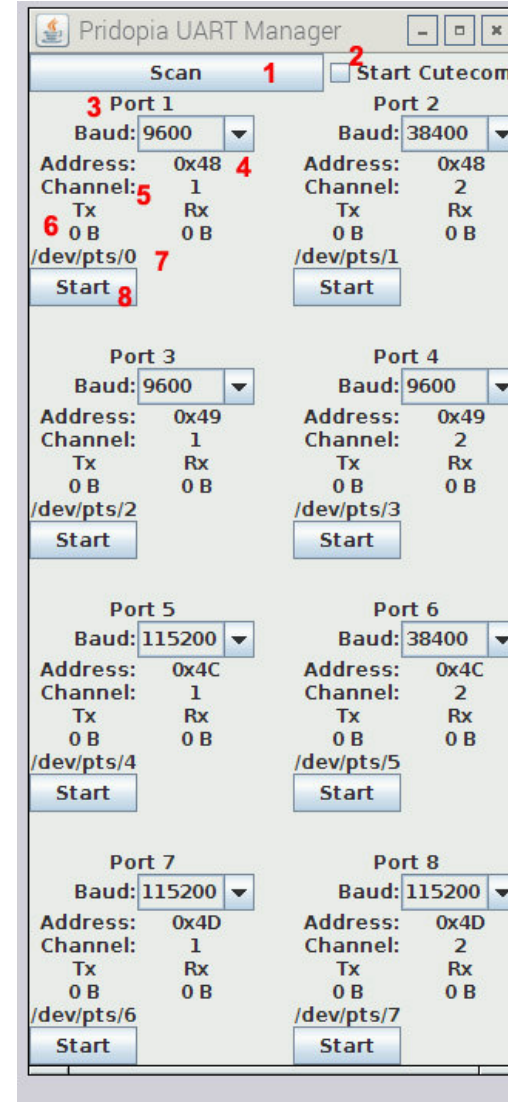 Pridopia UART Manager
Scan 1 2 Start Cutecom
3 Port 1 Port 2
Baud: 9600 Baud: 38400
Address: 0x48 4 Address: 0x48
Channel: 5 1 Channel: 2
Tx Rx Tx Rx
6 0 B 0 B 0 B 0 B
/dev/pts/0 7 /dev/pts/1
Start 8 Start
Port 3 Port 4
Baud: 9600 Baud: 9600
Address: 0x49 Address: 0x49
Channel: 1 Channel: 2
Tx Rx Tx Rx
0 B 0 B 0 B 0 B
/dev/pts/2 /dev/pts/3
Start Start
Port 5 Port 6
Baud: 115200 Baud: 38400
Address: 0x4C Address: 0x4C
Channel: 1 Channel: 2
Tx Rx Tx Rx
0 B 0 B 0 B 0 B
/dev/pts/4 /dev/pts/5
Start Start
Port 7 Port 8
Baud: 115200 Baud: 115200
Address: 0x4D Address: 0x4D
Channel: 1 Channel: 2
Tx Rx Tx Rx
0 B 0 B 0 B 0 B
/dev/pts/6 /dev/pts/7
Start Start